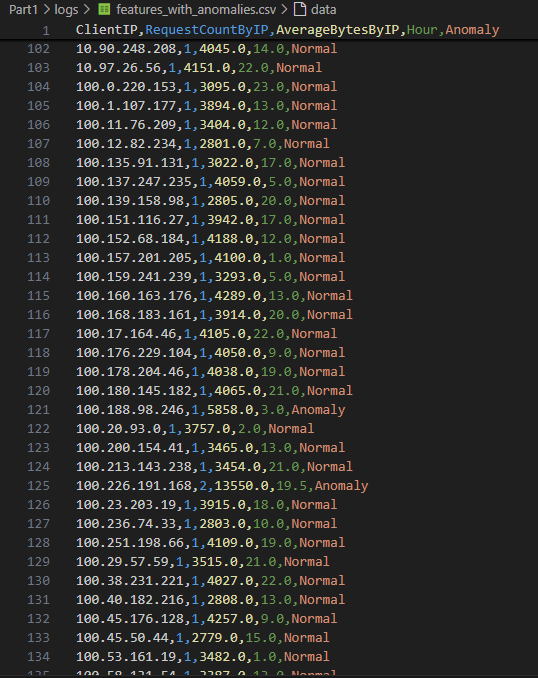 Part1 > logs > features_with_anomalies.csv > data
1 ClientIP,RequestCountByIP,AverageBytesByIP,Hour,Anomaly
102 10.90.248.208,1,4045.0,14.0,Normal
103 10.97.26.56,1,4151.0,22.0,Normal
104 100.0.220.153,1,3095.0,23.0,Normal
105 100.1.107.177,1,3894.0,13.0,Normal
106 100.11.76.209,1,3404.0,12.0,Normal
107 100.12.82.234,1,2801.0,7.0,Normal
108 100.135.91.131,1,3022.0,17.0,Normal
109 100.137.247.235,1,4059.0,5.0,Normal
110 100.139.158.98,1,2805.0,20.0,Normal
111 100.151.116.27,1,3942.0,17.0,Normal
112 100.152.68.184,1,4188.0,12.0,Normal
113 100.157.201.205,1,4100.0,1.0,Normal
114 100.159.241.239,1,3293.0,5.0,Normal
115 100.160.163.176,1,4289.0,13.0,Normal
116 100.168.183.161,1,3914.0,20.0,Normal
117 100.17.164.46,1,4105.0,22.0,Normal
118 100.176.229.104,1,4050.0,9.0,Normal
119 100.178.204.46,1,4038.0,19.0,Normal
120 100.180.145.182,1,4065.0,21.0,Normal
121 100.188.98.246,1,5858.0,3.0,Anomaly
122 100.20.93.0,1,3757.0,2.0,Normal
123 100.200.154.41,1,3465.0,13.0,Normal
124 100.213.143.238,1,3454.0,21.0,Normal
125 100.226.191.168,2,13550.0,19.5,Anomaly
126 100.23.203.19,1,3915.0,18.0,Normal
127 100.236.74.33,1,2803.0,10.0,Normal
128 100.251.198.66,1,4109.0,19.0,Normal
129 100.29.57.59,1,3515.0,21.0,Normal
130 100.38.231.221,1,4027.0,22.0,Normal
131 100.40.182.216,1,2808.0,13.0,Normal
132 100.45.176.128,1,4257.0,9.0,Normal
133 100.45.50.44,1,2779.0,15.0,Normal
134 100.53.161.19,1,3482.0,1.0,Normal